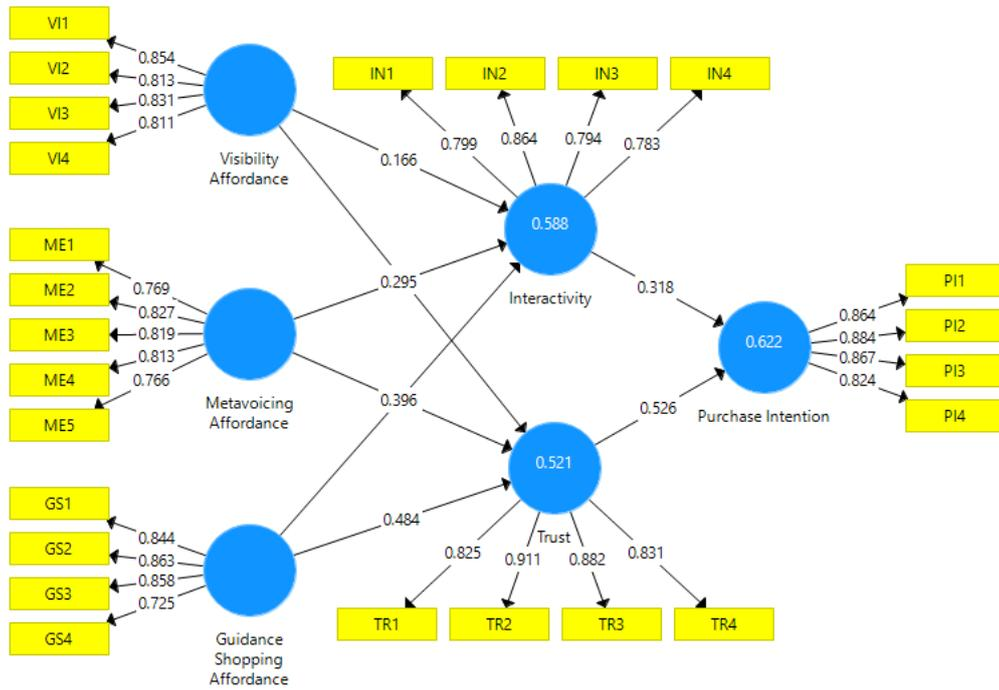 VI1
VI2
VI3
VI4
0.854
0.813
0.831
0.811
Visibility
Affordance
IN1
IN2
IN3
IN4
0.799
0.864
0.794
0.783
0.166
0.588
Interactivity
ME1
ME2
ME3
ME4
ME5
0.769
0.827
0.819
0.813
0.766
Metavoicing
Affordance
0.295
0.396
0.318
0.526
0.622
Purchase Intention
PI1
PI2
PI3
PI4
0.864
0.884
0.867
0.824
GS1
GS2
GS3
GS4
0.844
0.863
0.858
0.725
Guidance
Shopping
Affordance
0.484
0.521
Trust
0.825
0.911
0.882
0.831
TR1
TR2
TR3
TR4